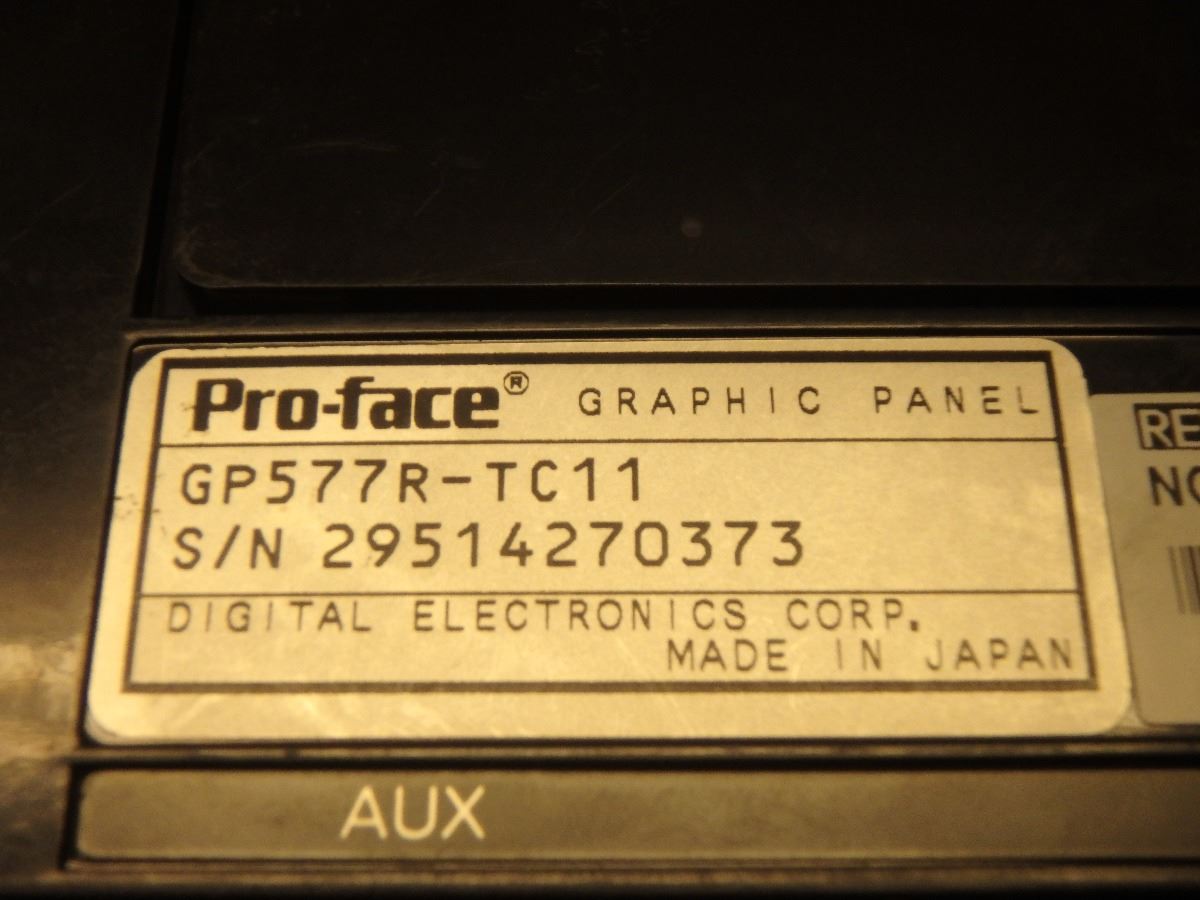 Pro-face® GRAPHIC PANEL
GP577R-TC11
S/N 29514270373
DIGITAL ELECTRONICS CORP.
MADE IN JAPAN
AUX